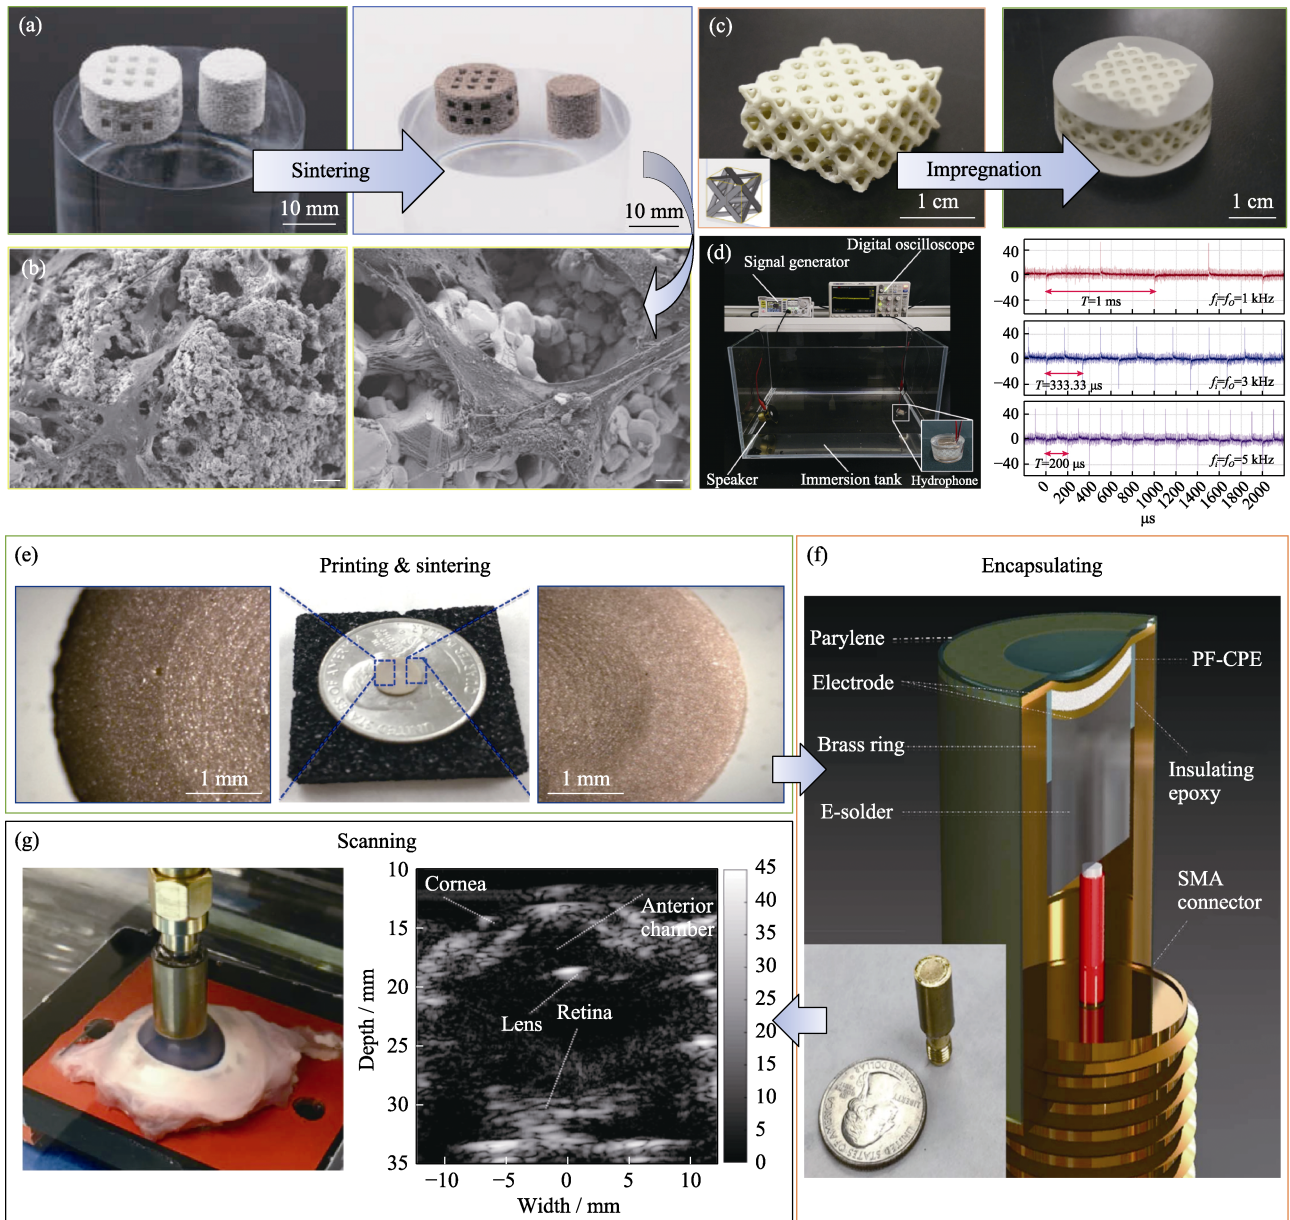 (a)
Sintering
10 mm
10 mm
(b)
(c)
Impregnation
1 cm
1 cm
(d)
Digital oscilloscope
Signal generator
Speaker
Immersion tank
Hydrophone
40
0
−40
T=1 ms
fi=fo=1 kHz
40
0
−40
T=333.33 μs
fi=fo=3 kHz
40
0
−40
T=200 μs
fi=fo=5 kHz
0
200
400
600
800
1000
1200
1400
1600
1800
2000
μs
(e)
Printing & sintering
1 mm
1 mm
(f)
Encapsulating
Parylene
PF-CPE
Electrode
Brass ring
Insulating
epoxy
E-solder
SMA
connector
(g)
Scanning
Cornea
Anterior
chamber
Lens
Retina
10
15
20
25
30
35
Depth / mm
−10
−5
0
5
10
Width / mm
45
40
35
30
25
20
15
10
5
0
LIBERTY